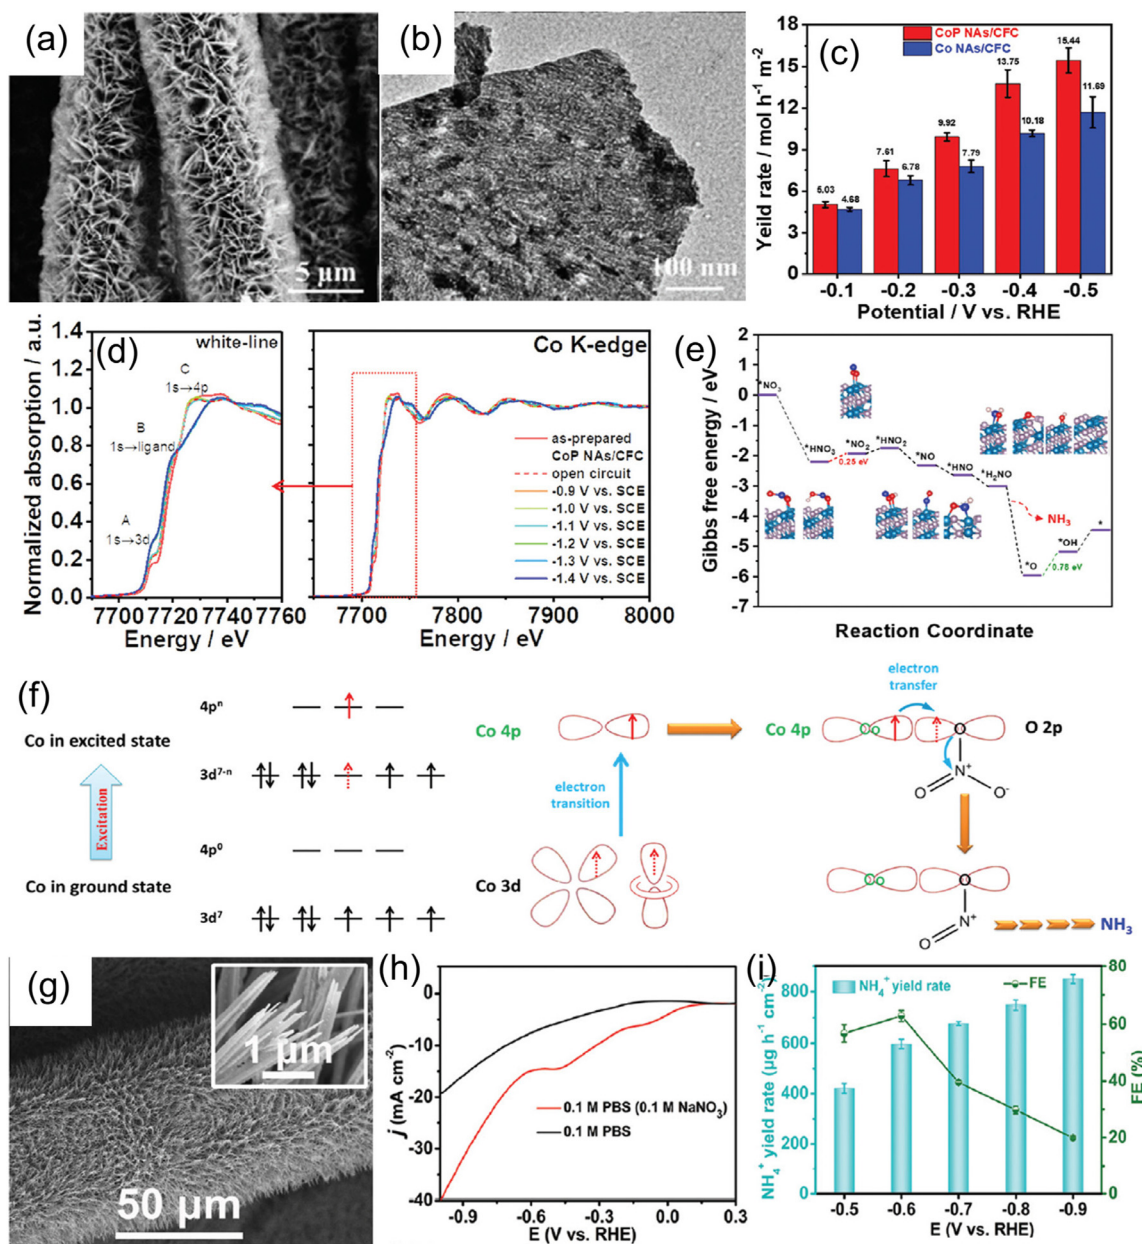 (a)
5 µm
(b)
100 nm
(c)
CoP NAs/CFC
Co NAs/CFC
Yeild rate / mol h⁻¹ m⁻²
18
15
12
9
6
3
0
5.03
4.68
7.61
6.78
9.92
7.79
13.75
10.18
15.44
11.69
-0.1
-0.2
-0.3
-0.4
-0.5
Potential / V vs. RHE
(d)
Normalized absorption / a.u.
1.4
1.2
1.0
0.8
0.6
0.4
0.2
0.0
white-line
C
1s→4p
B
1s→ligand
A
1s→3d
7700
7720
7740
7760
Energy / eV
Co K-edge
as-prepared
CoP NAs/CFC
open circuit
-0.9 V vs. SCE
-1.0 V vs. SCE
-1.1 V vs. SCE
-1.2 V vs. SCE
-1.3 V vs. SCE
-1.4 V vs. SCE
7700
7800
7900
8000
Energy / eV
(e)
Gibbs free energy / eV
2
1
0
-1
-2
-3
-4
-5
-6
-7
*NO₃
*HNO₃
0.25 eV
*NO₂
*HNO₂
*NO
*HNO
*H₂NO
NH₃
*O
0.78 eV
*OH
*
Reaction Coordinate
(f)
4pⁿ
Co in excited state
3d⁷⁻ⁿ
Excitation
4p⁰
Co in ground state
3d⁷
Co 4p
electron
transition
Co 3d
electron
transfer
Co 4p
Co
O
O 2p
N⁺
O
O⁻
Co
O
N⁺
O
NH₃
(g)
1 µm
50 µm
(h)
j (mA cm⁻²)
0
-10
-20
-30
-40
0.1 M PBS (0.1 M NaNO₃)
0.1 M PBS
-0.9
-0.6
-0.3
0.0
0.3
E (V vs. RHE)
(i)
NH₄⁺ yield rate
FE
NH₄⁺ yield rate (µg h⁻¹ cm⁻²)
800
600
400
200
0
80
60
40
20
0
FE (%)
-0.5
-0.6
-0.7
-0.8
-0.9
E (V vs. RHE)